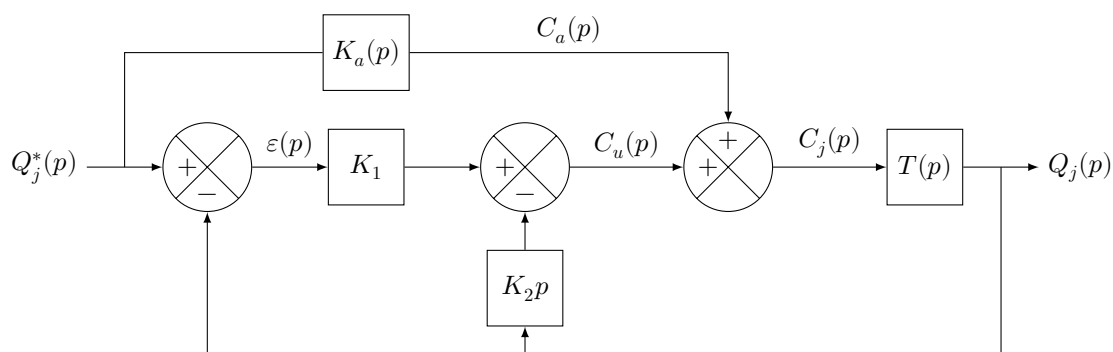 K_a(p)
C_a(p)
Q_j^*(p)
+
−
ε(p)
K_1
+
−
C_u(p)
+
+
C_j(p)
T(p)
Q_j(p)
K_2p